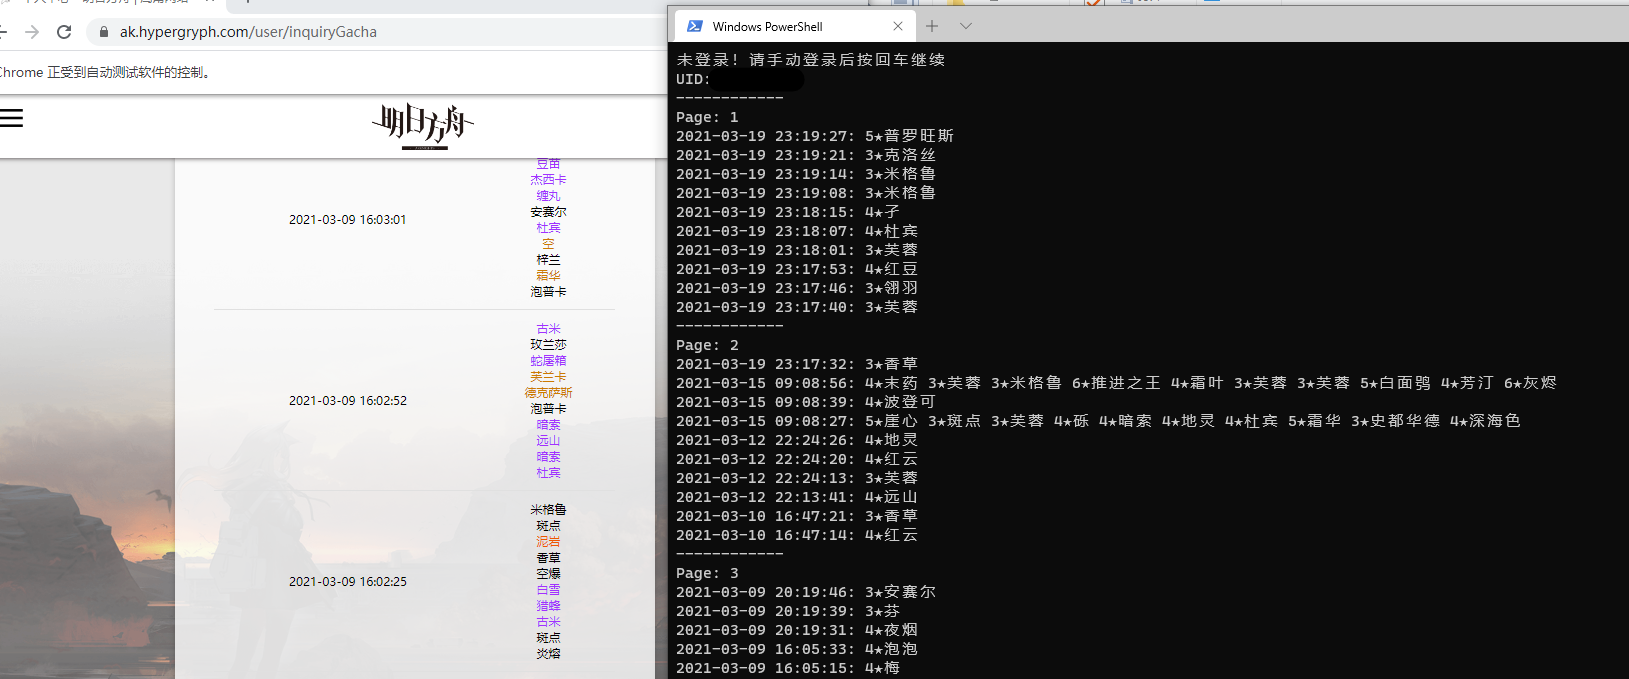 ak.hypergryph.com/user/inquiryGacha
Chrome 正受到自动测试软件的控制。
明日方舟
豆苗
杰西卡
缠丸
安赛尔
杜宾
空
梓兰
霜华
泡普卡
2021-03-09 16:03:01
古米
玫兰莎
蛇屠箱
芙兰卡
德克萨斯
泡普卡
暗索
远山
暗索
杜宾
2021-03-09 16:02:52
米格鲁
斑点
泥岩
香草
空爆
白雪
猎蜂
古米
斑点
炎熔
2021-03-09 16:02:25
Windows PowerShell
未登录! 请手动登录后按回车继续
UID:
------------
Page: 1
2021-03-19 23:19:27: 5★普罗旺斯
2021-03-19 23:19:21: 3★克洛丝
2021-03-19 23:19:14: 3★米格鲁
2021-03-19 23:19:08: 3★米格鲁
2021-03-19 23:18:15: 4★孑
2021-03-19 23:18:07: 4★杜宾
2021-03-19 23:18:01: 3★芙蓉
2021-03-19 23:17:53: 4★红豆
2021-03-19 23:17:46: 3★翎羽
2021-03-19 23:17:40: 3★芙蓉
------------
Page: 2
2021-03-19 23:17:32: 3★香草
2021-03-15 09:08:56: 4★末药 3★芙蓉 3★米格鲁 6★推进之王 4★霜叶 3★芙蓉 3★芙蓉 5★白面鸮 4★芳汀 6★灰烬
2021-03-15 09:08:39: 4★波登可
2021-03-15 09:08:27: 5★崖心 3★斑点 3★芙蓉 4★砾 4★暗索 4★地灵 4★杜宾 5★霜华 3★史都华德 4★深海色
2021-03-12 22:24:26: 4★地灵
2021-03-12 22:24:20: 4★红云
2021-03-12 22:24:13: 3★芙蓉
2021-03-12 22:13:41: 4★远山
2021-03-10 16:47:21: 3★香草
2021-03-10 16:47:14: 4★红云
------------
Page: 3
2021-03-09 20:19:46: 3★安赛尔
2021-03-09 20:19:39: 3★芬
2021-03-09 20:19:31: 4★夜烟
2021-03-09 16:05:33: 4★泡泡
2021-03-09 16:05:15: 4★梅